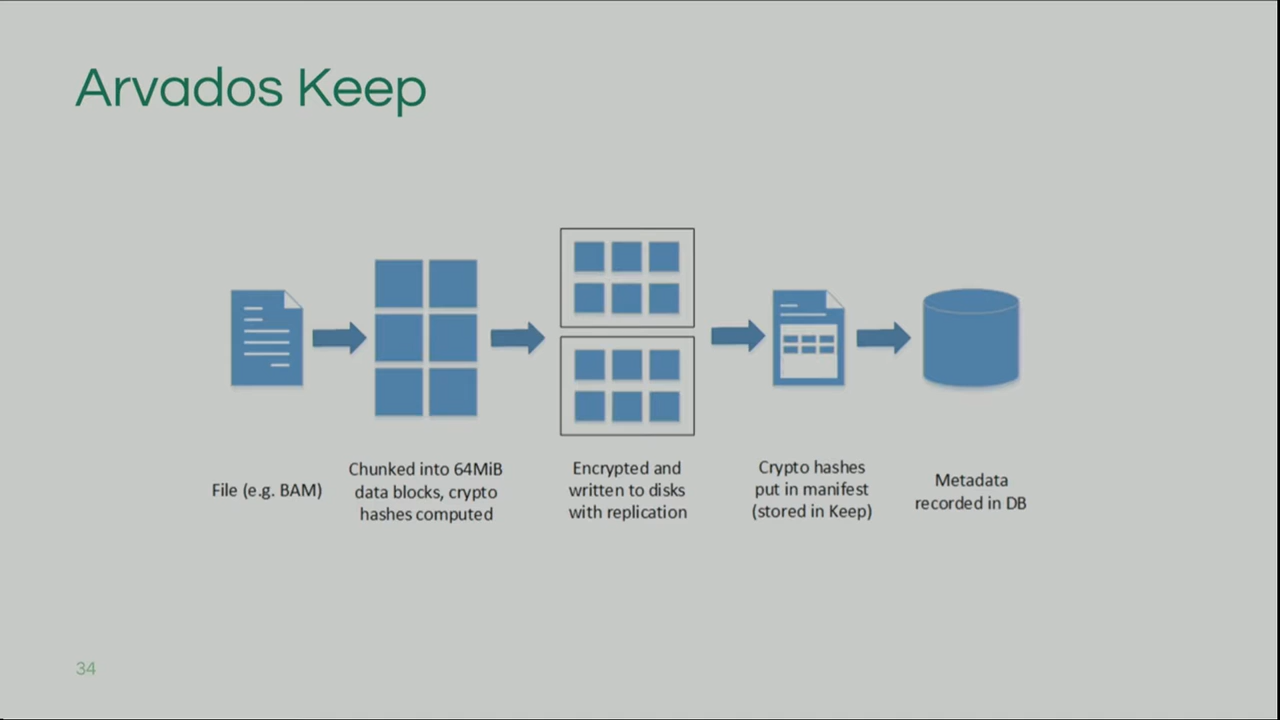 Arvados Keep
File (e.g. BAM)
Chunked into 64MiB
data blocks, crypto
hashes computed
Encrypted and
written to disks
with replication
Crypto hashes
put in manifest
(stored in Keep)
Metadata
recorded in DB
34